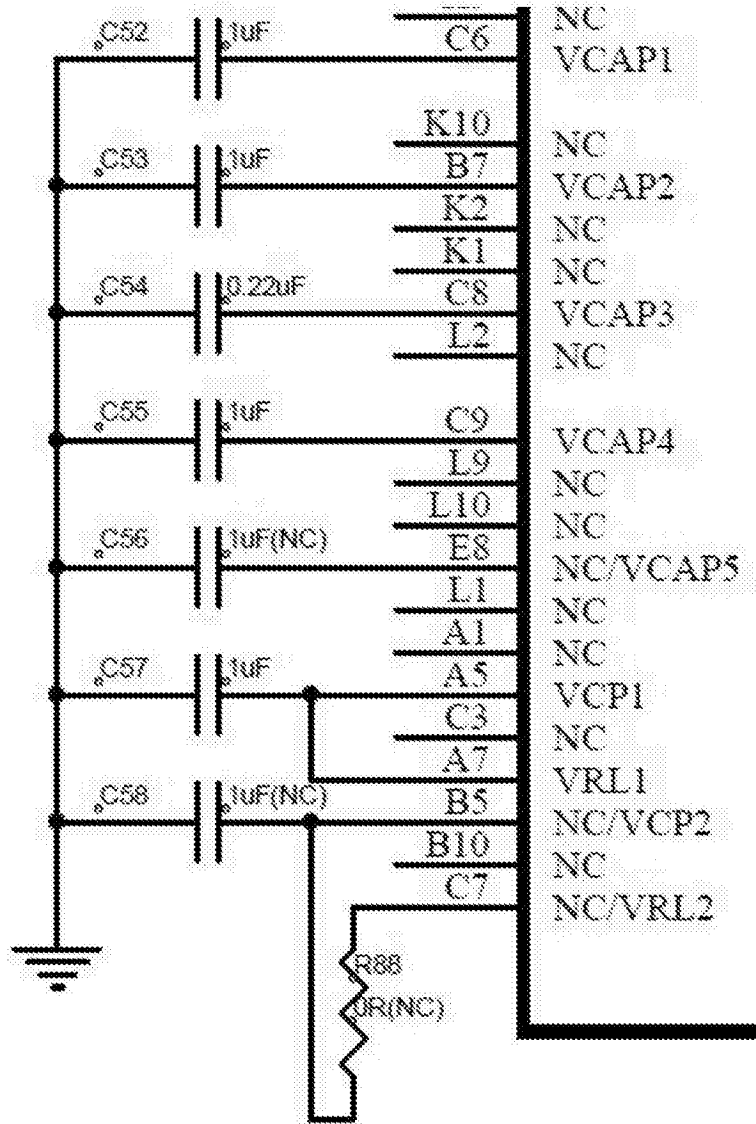 NC
C52 1uF C6 VCAP1
K10 NC
C53 1uF B7 VCAP2
K2 NC
K1 NC
C54 0.22uF C8 VCAP3
L2 NC
C55 1uF C9 VCAP4
L9 NC
L10 NC
C56 1uF(NC) E8 NC/VCAP5
L1 NC
A1 NC
C57 1uF A5 VCP1
C3 NC
A7 VRL1
C58 1uF(NC) B5 NC/VCP2
B10 NC
C7 NC/VRL2
R88
0R(NC)